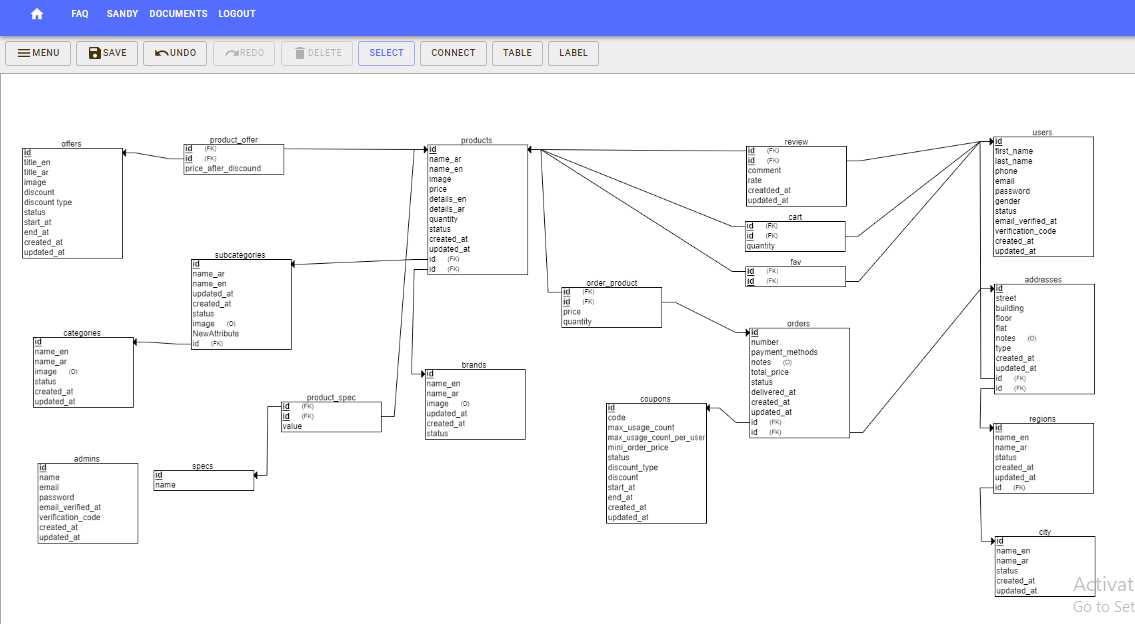 FAQ SANDY DOCUMENTS LOGOUT
MENU SAVE UNDO REDO DELETE SELECT CONNECT TABLE LABEL
offers
id
title_en
title_ar
image
discount
discount type
status
start_at
end_at
created_at
updated_at
product_offer
id (FK)
id (FK)
price_after_discound
products
id
name_ar
name_en
image
price
details_en
details_ar
quantity
status
created_at
updated_at
id (FK)
id (FK)
review
id (FK)
id (FK)
comment
rate
creatded_at
updated_at
users
id
first_name
last_name
phone
email
password
gender
status
email_verified_at
verification_code
created_at
updated_at
cart
id (FK)
id (FK)
quantity
fav
id (FK)
id (FK)
subcategories
id
name_ar
name_en
updated_at
created_at
status
image (O)
NewAttribute
id (FK)
order_product
id (FK)
id (FK)
price
quantity
addresses
id
street
building
floor
flat
notes (O)
type
created_at
updated_at
id (FK)
id (FK)
categories
id
name_en
name_ar
image (O)
status
created_at
updated_at
orders
id
number
payment_methods
notes (O)
total_price
status
delivered_at
created_at
updated_at
id (FK)
id (FK)
brands
id
name_en
name_ar
image (O)
updated_at
created_at
status
product_spec
id (FK)
id (FK)
value
coupons
id
code
max_usage_count
max_usage_count_per_user
mini_order_price
status
discount_type
discount
start_at
end_at
created_at
updated_at
regions
id
name_en
name_ar
status
created_at
updated_at
id (FK)
admins
id
name
email
password
email_verified_at
verification_code
created_at
updated_at
specs
id
name
city
id
name_en
name_ar
status
created_at
updated_at
Activat
Go to Set